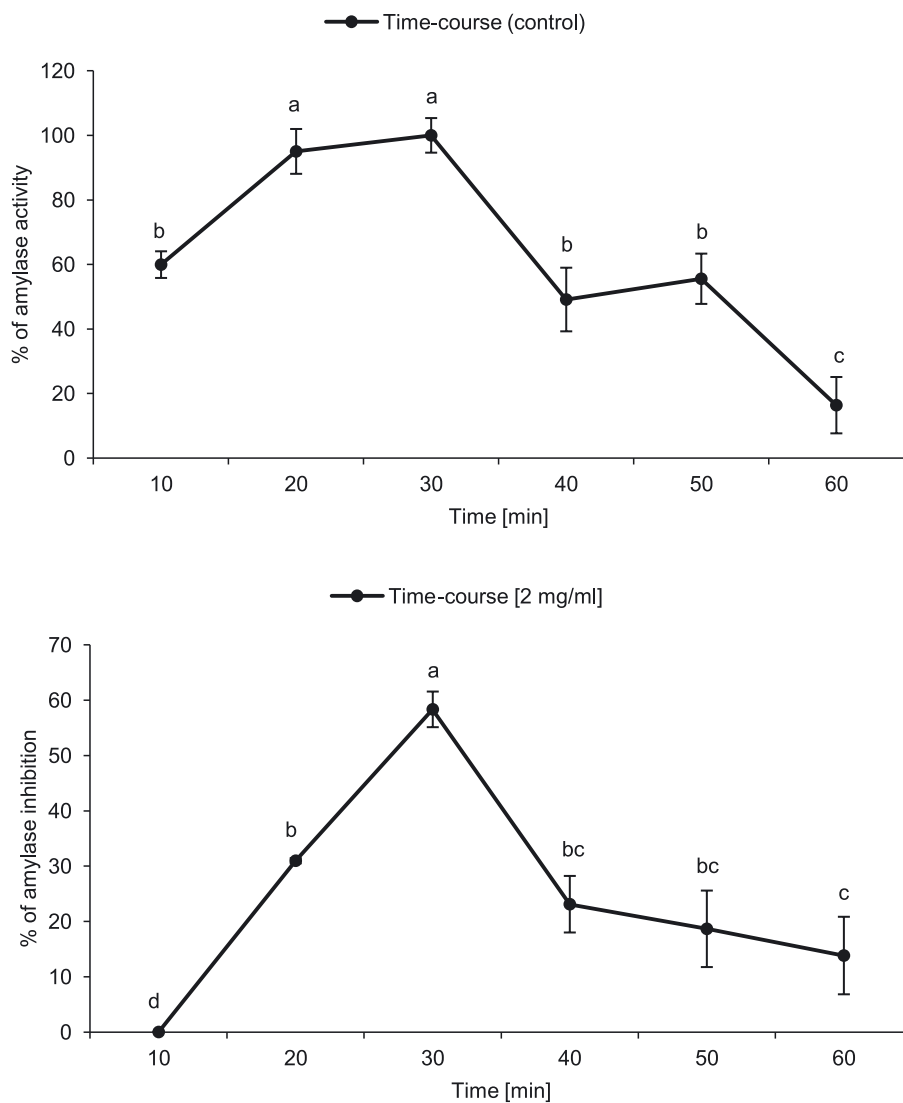 Time-course (control)
120
100
80
60
40
20
0
% of amylase activity
b
a
a
b
b
c
10 20 30 40 50 60
Time [min]
Time-course [2 mg/ml]
70
60
50
40
30
20
10
0
% of amylase inhibition
d
b
a
bc
bc
c
10 20 30 40 50 60
Time [min]